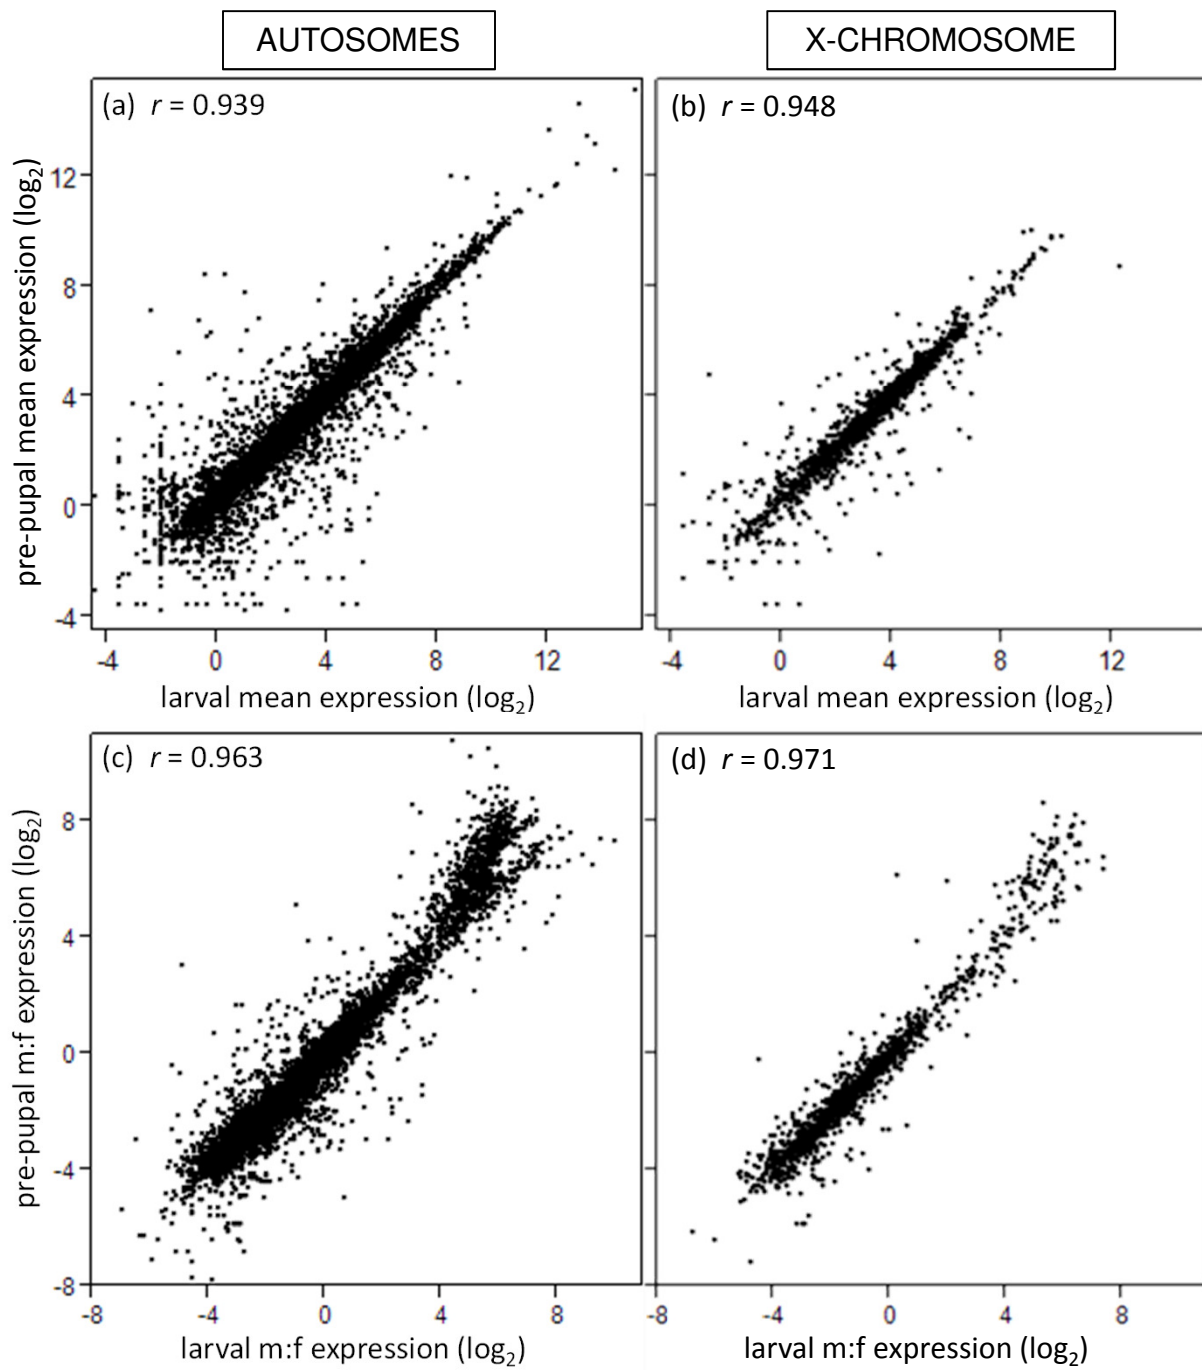 AUTOSOMES
X-CHROMOSOME
(a) r = 0.939
(b) r = 0.948
pre-pupal mean expression (log2)
12
8
4
0
-4
-4 0 4 8 12
-4 0 4 8 12
larval mean expression (log2)
larval mean expression (log2)
(c) r = 0.963
(d) r = 0.971
pre-pupal m:f expression (log2)
8
4
0
-4
-8
-8 -4 0 4 8
-8 -4 0 4 8
larval m:f expression (log2)
larval m:f expression (log2)